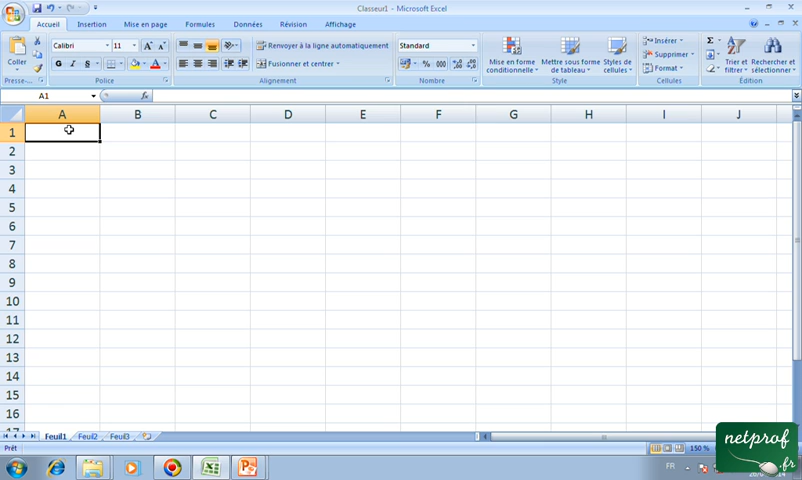 Classeur1 - Microsoft Excel
Accueil Insertion Mise en page Formules Données Révision Affichage
Coller
Calibri 11
G I S
Renvoyer à la ligne automatiquement
Fusionner et centrer
Standard
% 000
Mise en forme conditionnelle
Mettre sous forme de tableau
Styles de cellules
Insérer
Supprimer
Format
Σ
Trier et filtrer
Rechercher et sélectionner
Presse-... Police Alignement Nombre Style Cellules Édition
A1 fx
A B C D E F G H I J
1
2
3
4
5
6
7
8
9
10
11
12
13
14
15
16
17
Feuil1 Feuil2 Feuil3
Prêt 150 %
FR
netprof
.fr